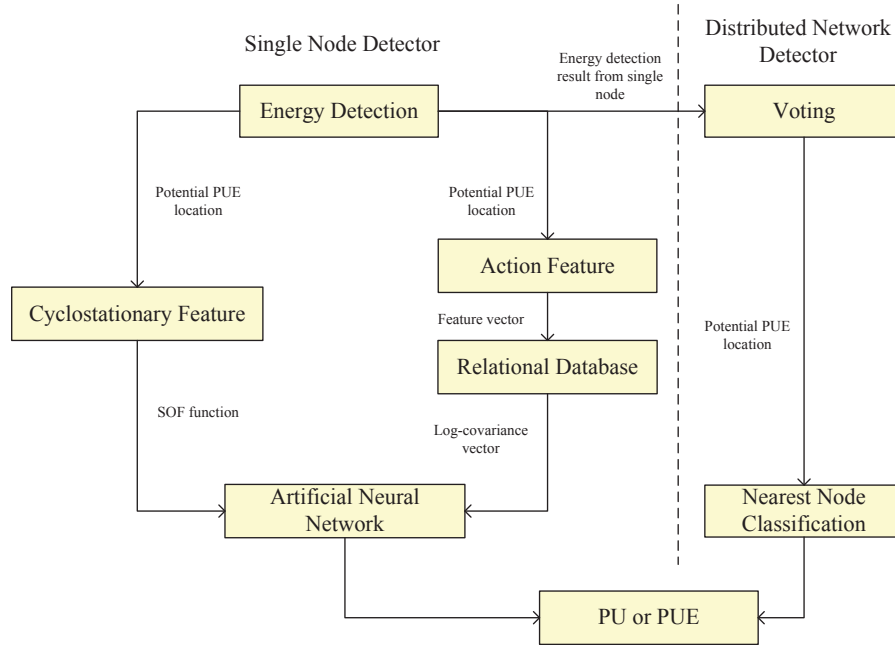 Single Node Detector
Distributed Network
Detector
Energy detection
result from single
node
Energy Detection
Voting
Potential PUE
location
Potential PUE
location
Action Feature
Cyclostationary Feature
Feature vector
Potential PUE
location
Relational Database
SOF function
Log-covariance
vector
Artificial Neural
Network
Nearest Node
Classification
PU or PUE